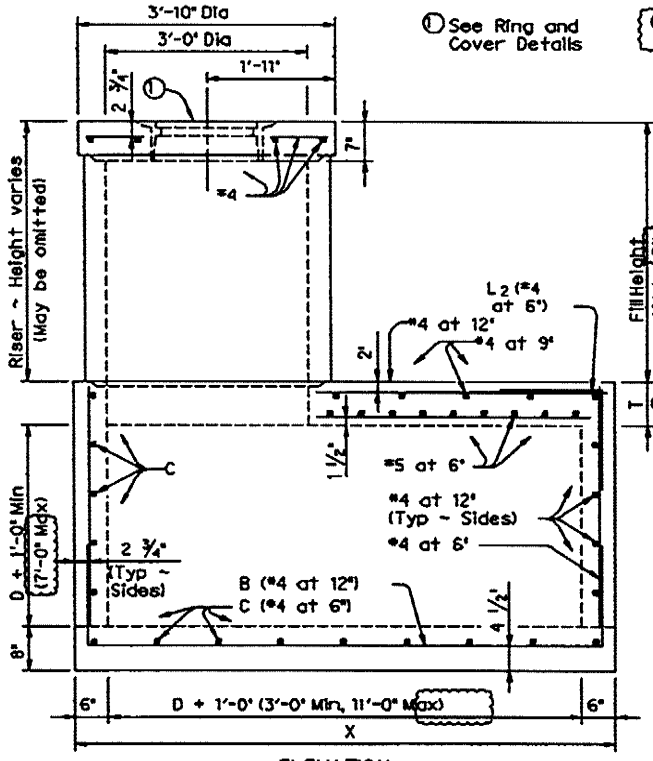 3'-10" Dia
3'-0" Dia
1'-11"
① See Ring and
Cover Details
2 3/4"
①
7"
#4
Riser ~ Height varies
(May be omitted)
Fill Height
L2 (#4
at 6")
#4 at 12"
#4 at 9"
2"
T
1 1/2"
C
#5 at 6"
#4 at 12"
(Typ ~ Sides)
#4 at 6"
D + 1'-0" Min
(7'-0" Max)
2 3/4"
(Typ ~
Sides)
B (#4 at 12")
C (#4 at 6")
4 1/2"
8"
6"
D + 1'-0" (3'-0" Min, 11'-0" Max)
6"
X